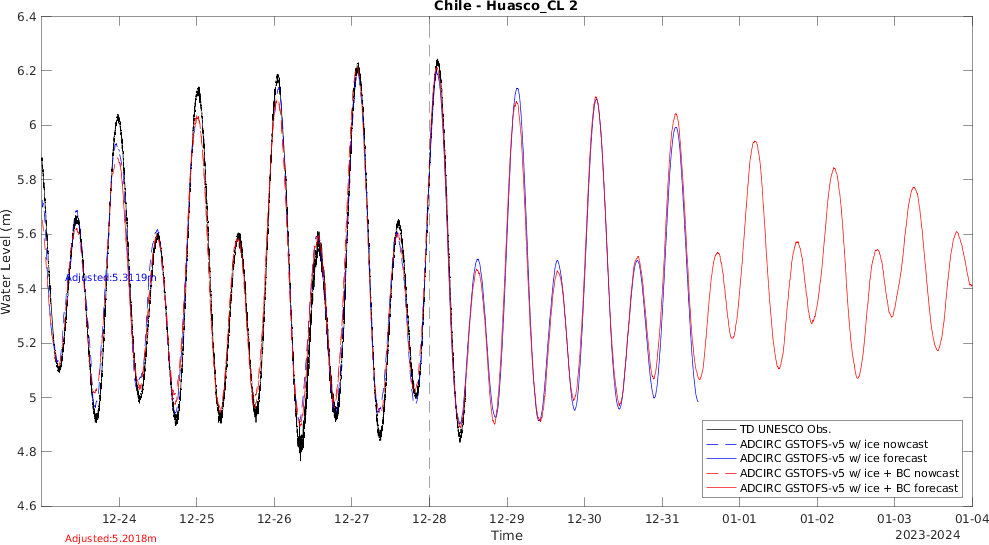 Chile - Huasco_CL 2
6.4
6.2
6
5.8
5.6
5.4
5.2
5
4.8
4.6
Water Level (m)
Adjusted:5.3119m
TD UNESCO Obs.
ADCIRC GSTOFS-v5 w/ ice nowcast
ADCIRC GSTOFS-v5 w/ ice forecast
ADCIRC GSTOFS-v5 w/ ice + BC nowcast
ADCIRC GSTOFS-v5 w/ ice + BC forecast
12-24 12-25 12-26 12-27 12-28 12-29 12-30 12-31 01-01 01-02 01-03 01-04
Time
2023-2024
Adjusted:5.2018m